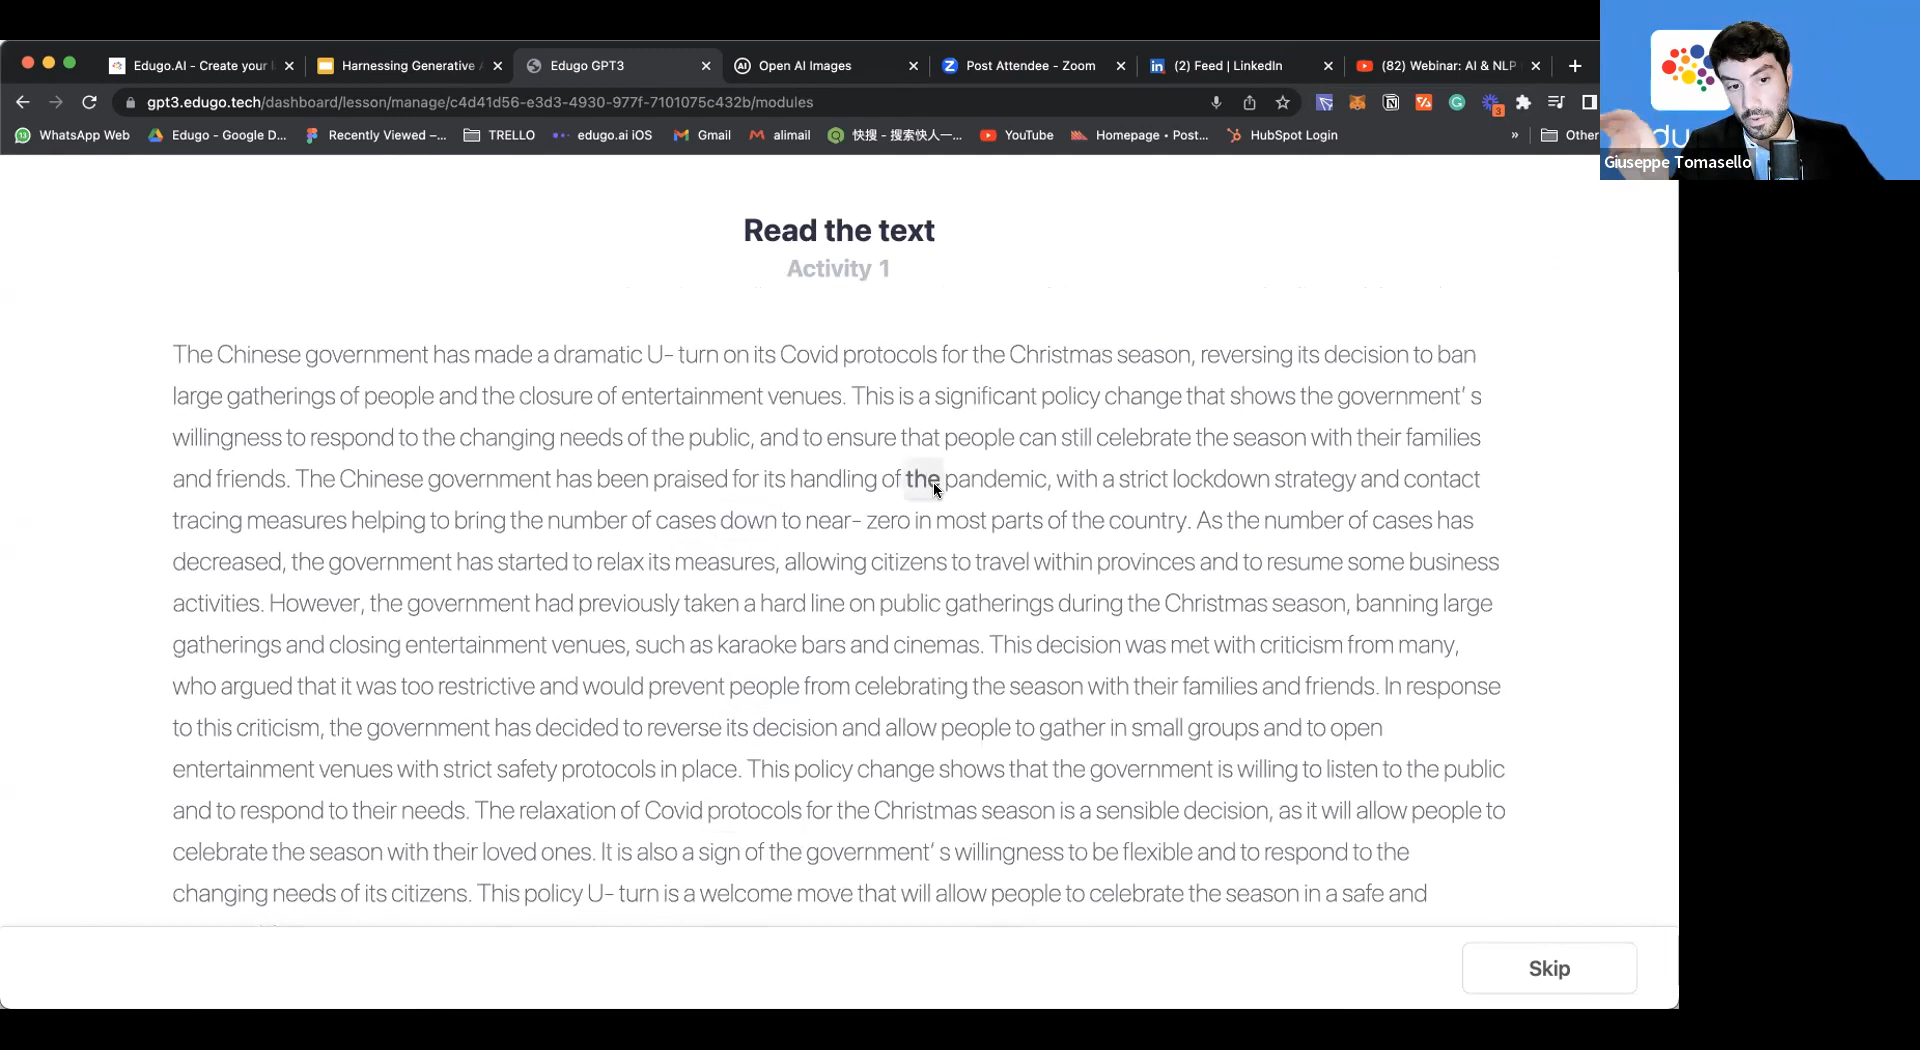 Edugo.AI - Create your l
Harnessing Generative A
Edugo GPT3
Open AI Images
Post Attendee - Zoom
(2) Feed | LinkedIn
(82) Webinar: AI & NLP
gpt3.edugo.tech/dashboard/lesson/manage/c4d41d56-e3d3-4930-977f-7101075c432b/modules
WhatsApp Web
Edugo - Google D...
Recently Viewed –...
TRELLO
edugo.ai iOS
Gmail
alimail
快搜 - 搜索快人一...
YouTube
Homepage • Post...
HubSpot Login
»
Other
Giuseppe Tomasello
Read the text
Activity 1
The Chinese government has made a dramatic U- turn on its Covid protocols for the Christmas season, reversing its decision to ban
large gatherings of people and the closure of entertainment venues. This is a significant policy change that shows the government’ s
willingness to respond to the changing needs of the public, and to ensure that people can still celebrate the season with their families
and friends. The Chinese government has been praised for its handling of the pandemic, with a strict lockdown strategy and contact
tracing measures helping to bring the number of cases down to near- zero in most parts of the country. As the number of cases has
decreased, the government has started to relax its measures, allowing citizens to travel within provinces and to resume some business
activities. However, the government had previously taken a hard line on public gatherings during the Christmas season, banning large
gatherings and closing entertainment venues, such as karaoke bars and cinemas. This decision was met with criticism from many,
who argued that it was too restrictive and would prevent people from celebrating the season with their families and friends. In response
to this criticism, the government has decided to reverse its decision and allow people to gather in small groups and to open
entertainment venues with strict safety protocols in place. This policy change shows that the government is willing to listen to the public
and to respond to their needs. The relaxation of Covid protocols for the Christmas season is a sensible decision, as it will allow people to
celebrate the season with their loved ones. It is also a sign of the government’ s willingness to be flexible and to respond to the
changing needs of its citizens. This policy U- turn is a welcome move that will allow people to celebrate the season in a safe and
Skip